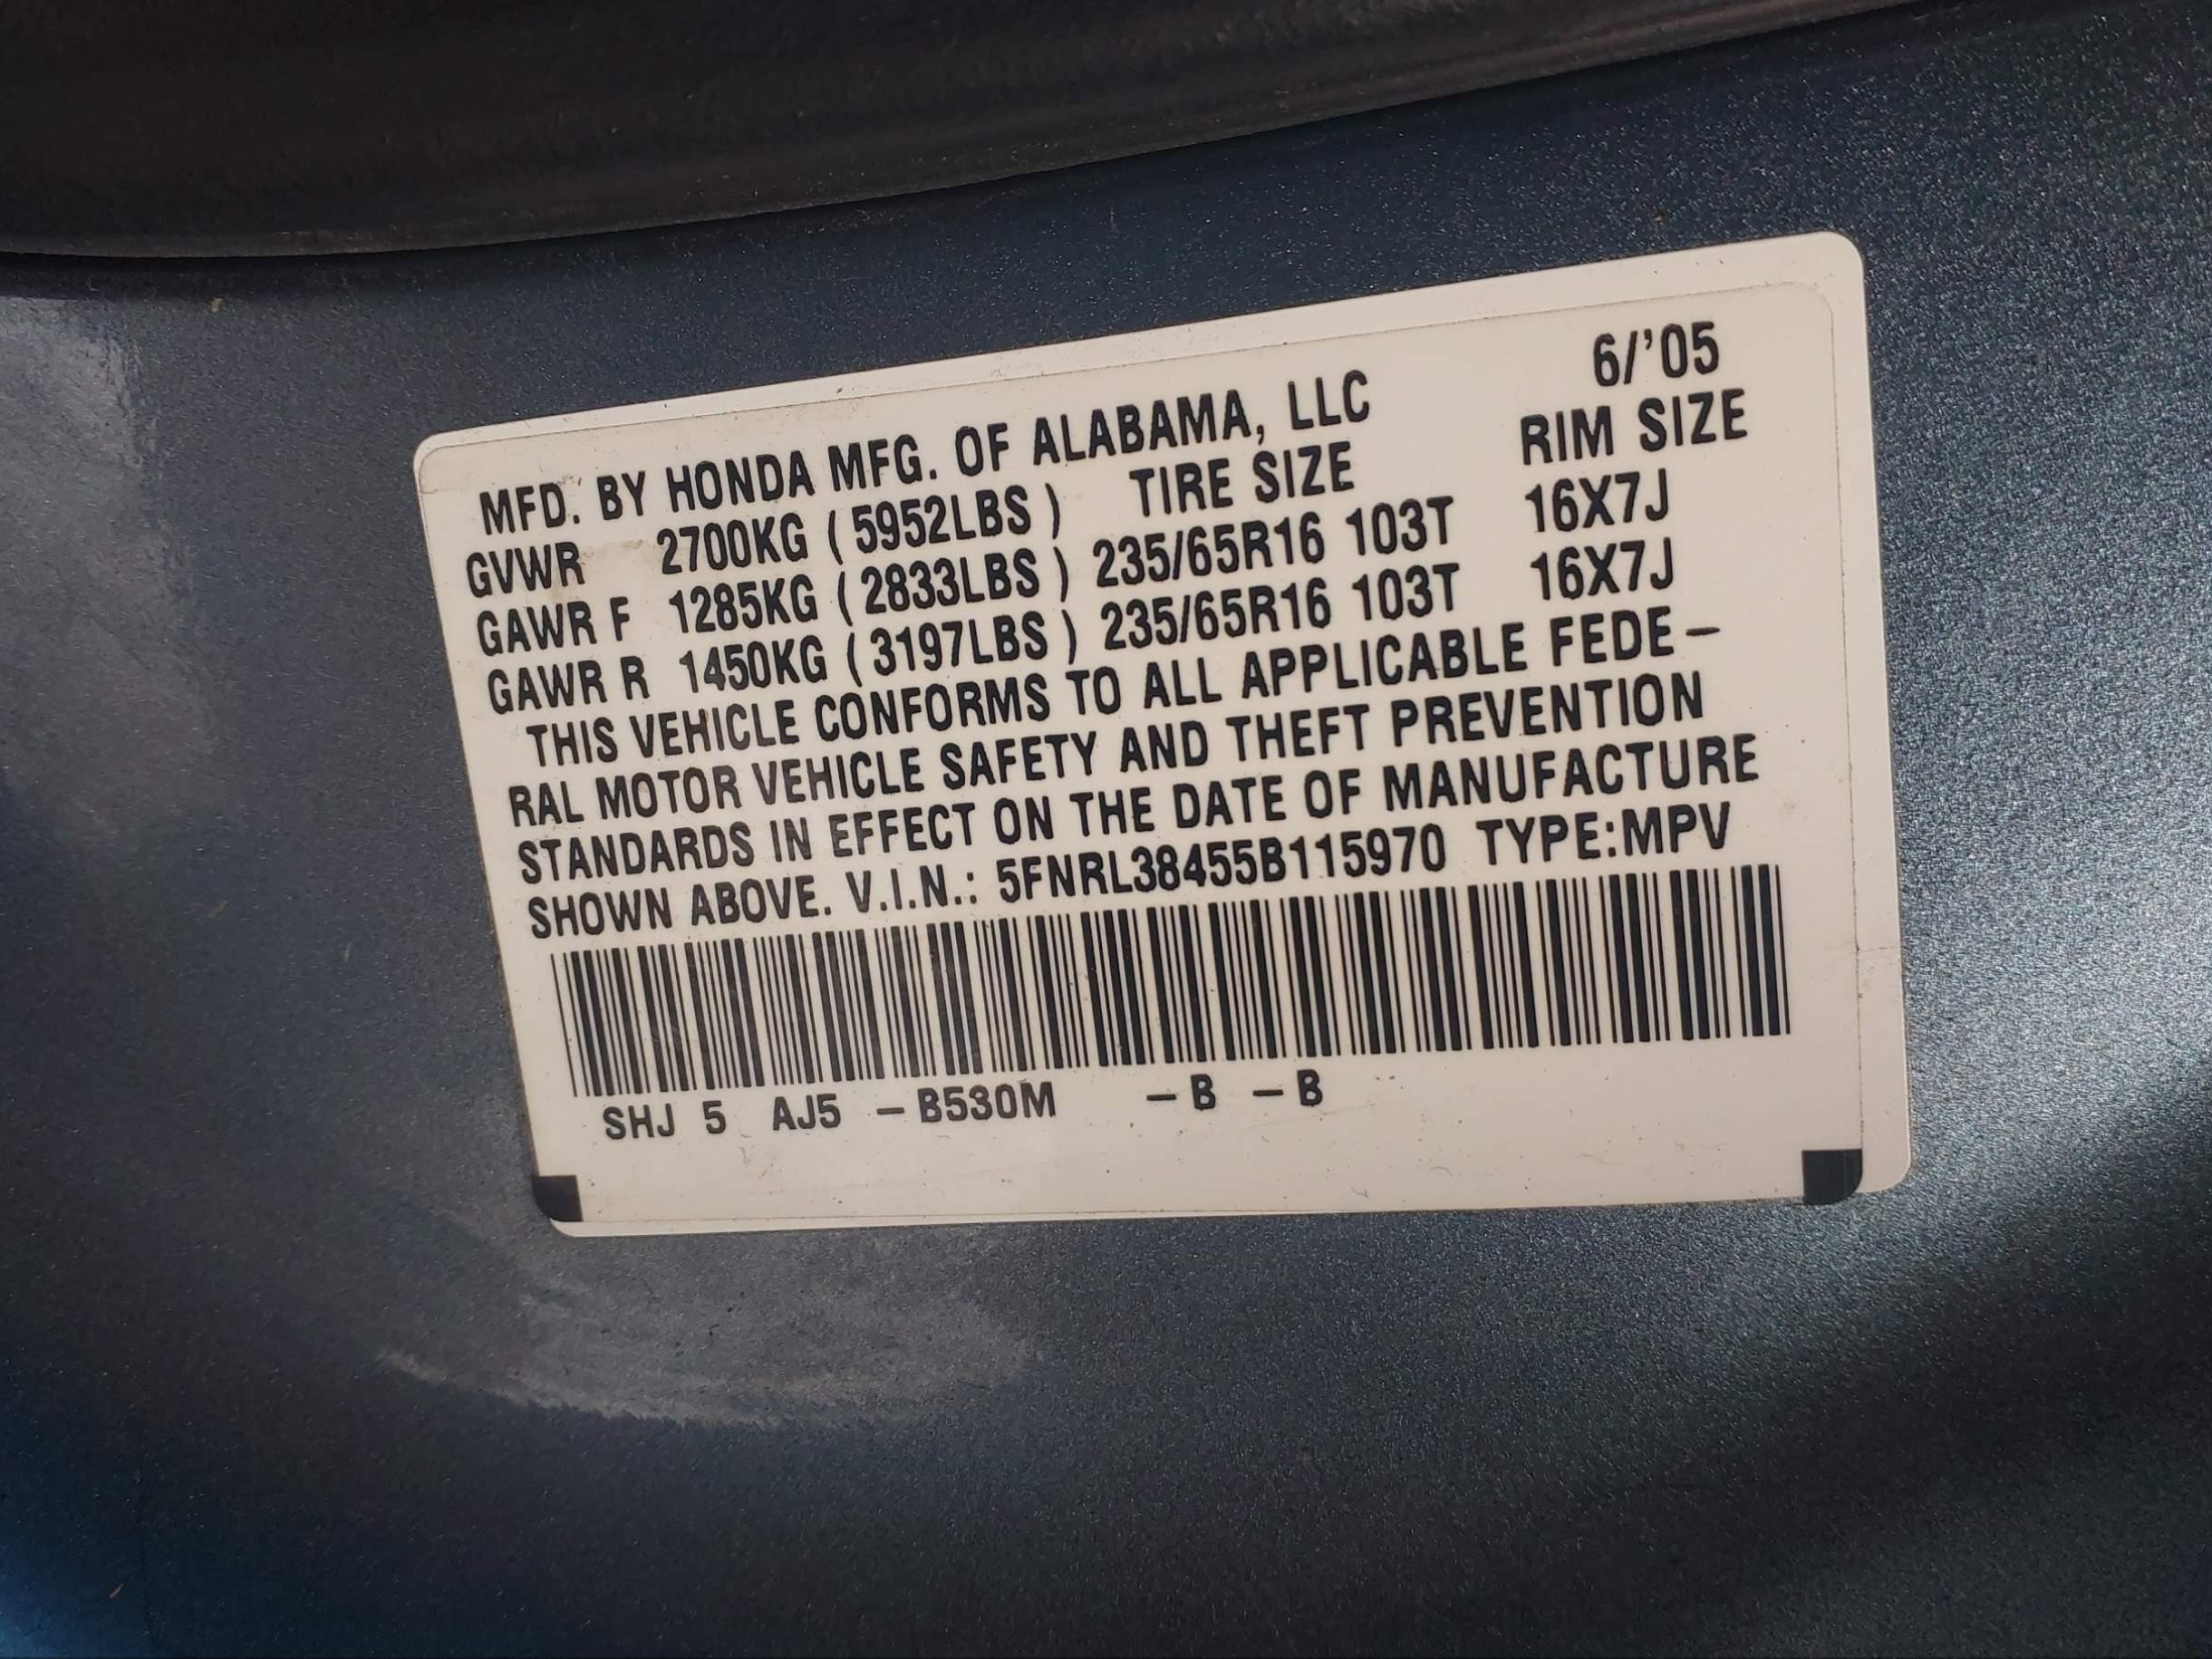 6/'05
MFD. BY HONDA MFG. OF ALABAMA, LLC
GVWR 2700KG ( 5952LBS ) TIRE SIZE RIM SIZE
GAWR F 1285KG ( 2833LBS ) 235/65R16 103T 16X7J
GAWR R 1450KG ( 3197LBS ) 235/65R16 103T 16X7J
THIS VEHICLE CONFORMS TO ALL APPLICABLE FEDE–
RAL MOTOR VEHICLE SAFETY AND THEFT PREVENTION
STANDARDS IN EFFECT ON THE DATE OF MANUFACTURE
SHOWN ABOVE. V.I.N.: 5FNRL38455B115970 TYPE:MPV
SHJ 5 AJ5 –B530M –B –B